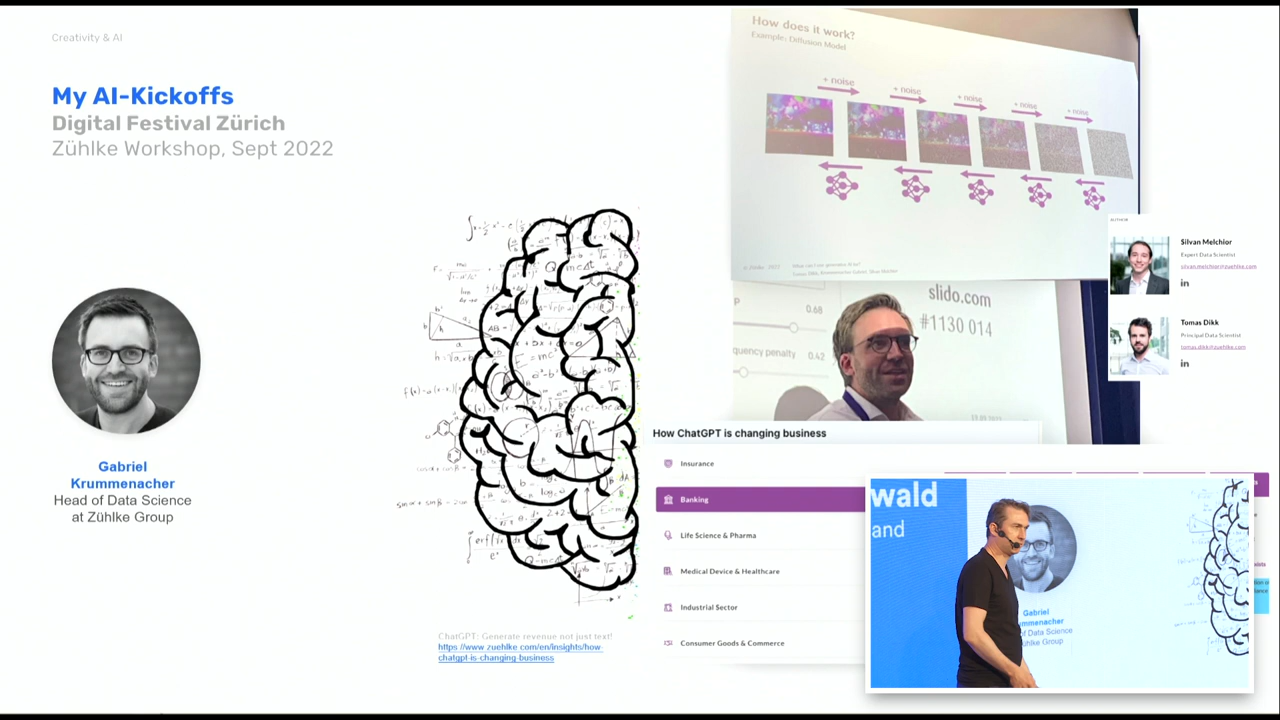 Creativity & AI
My AI-Kickoffs
Digital Festival Zürich
Zühlke Workshop, Sept 2022
Gabriel
Krummenacher
Head of Data Science
at Zühlke Group
ChatGPT: Generate revenue not just text!
https://www.zuehlke.com/en/insights/how-
chatgpt-is-changing-business
How does it work?
Example: Diffusion Model
+ noise
+ noise
+ noise
+ noise
+ noise
AUTHOR
Silvan Melchior
Expert Data Scientist
silvan.melchior@zuehlke.com
in
Tomas Dikk
Principal Data Scientist
tomas.dikk@zuehlke.com
in
slido.com
#1130 014
0.68
quency penalty 0.42
How ChatGPT is changing business
Insurance
Banking
Life Science & Pharma
Medical Device & Healthcare
Industrial Sector
Consumer Goods & Commerce
wald
and
Gabriel
mmenacher
of Data Science
ühlke Group